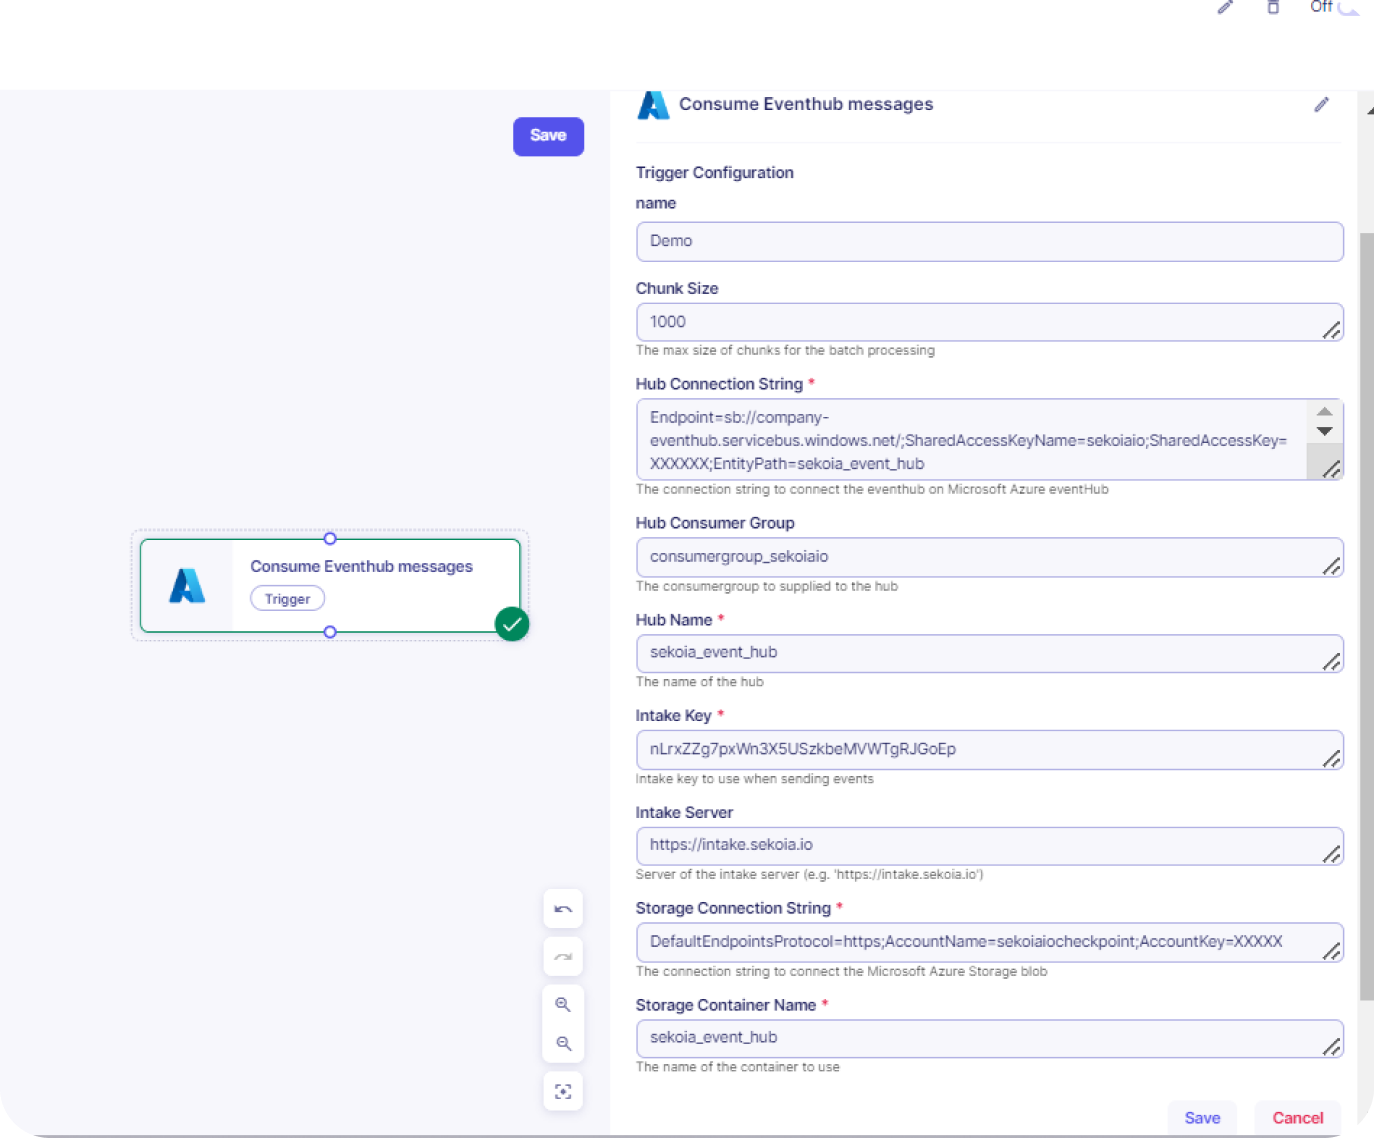 Off
Save
Consume Eventhub messages
Trigger Configuration
name
Demo
Chunk Size
1000
The max size of chunks for the batch processing
Hub Connection String *
Endpoint=sb://company-
eventhub.servicebus.windows.net/;SharedAccessKeyName=sekoiaio;SharedAccessKey=
XXXXXX;EntityPath=sekoia_event_hub
The connection string to connect the eventhub on Microsoft Azure eventHub
Hub Consumer Group
consumergroup_sekoiaio
The consumergroup to supplied to the hub
Hub Name *
sekoia_event_hub
The name of the hub
Intake Key *
nLrxZZg7pxWn3X5USzkbeMVWTgRJGoEp
Intake key to use when sending events
Intake Server
https://intake.sekoia.io
Server of the intake server (e.g. 'https://intake.sekoia.io')
Storage Connection String *
DefaultEndpointsProtocol=https;AccountName=sekoiaiocheckpoint;AccountKey=XXXXX
The connection string to connect the Microsoft Azure Storage blob
Storage Container Name *
sekoia_event_hub
The name of the container to use
Save Cancel
Consume Eventhub messages
Trigger